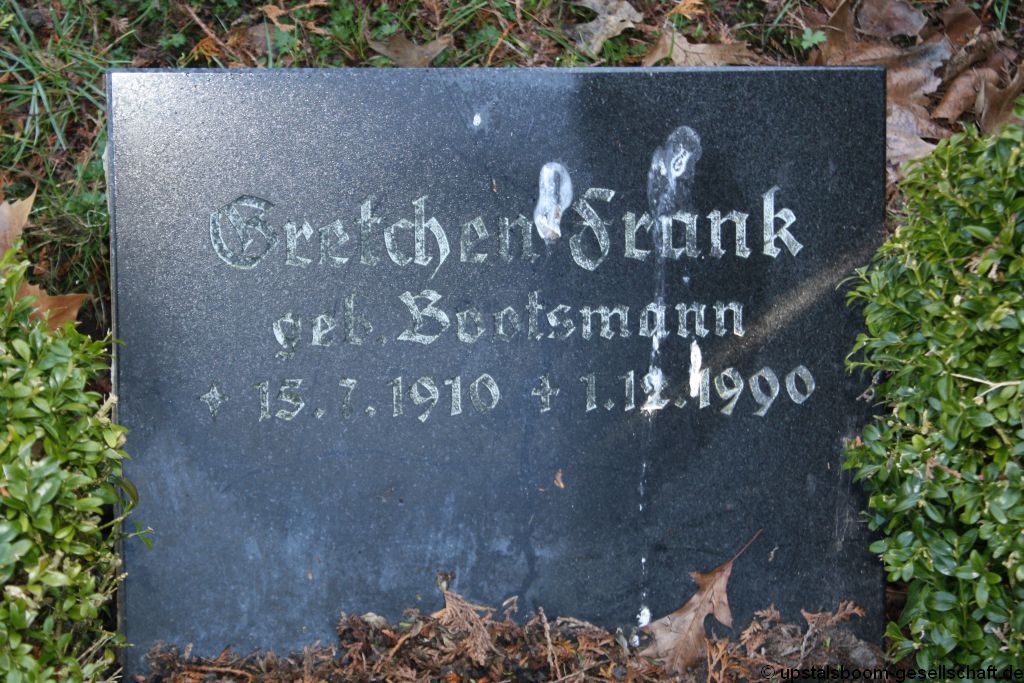 Gretchen Frank
geb. Bootsmann
✦ 15.7.1910 ✝ 1.12.1990
© upstalsboom-gesellschaft.de